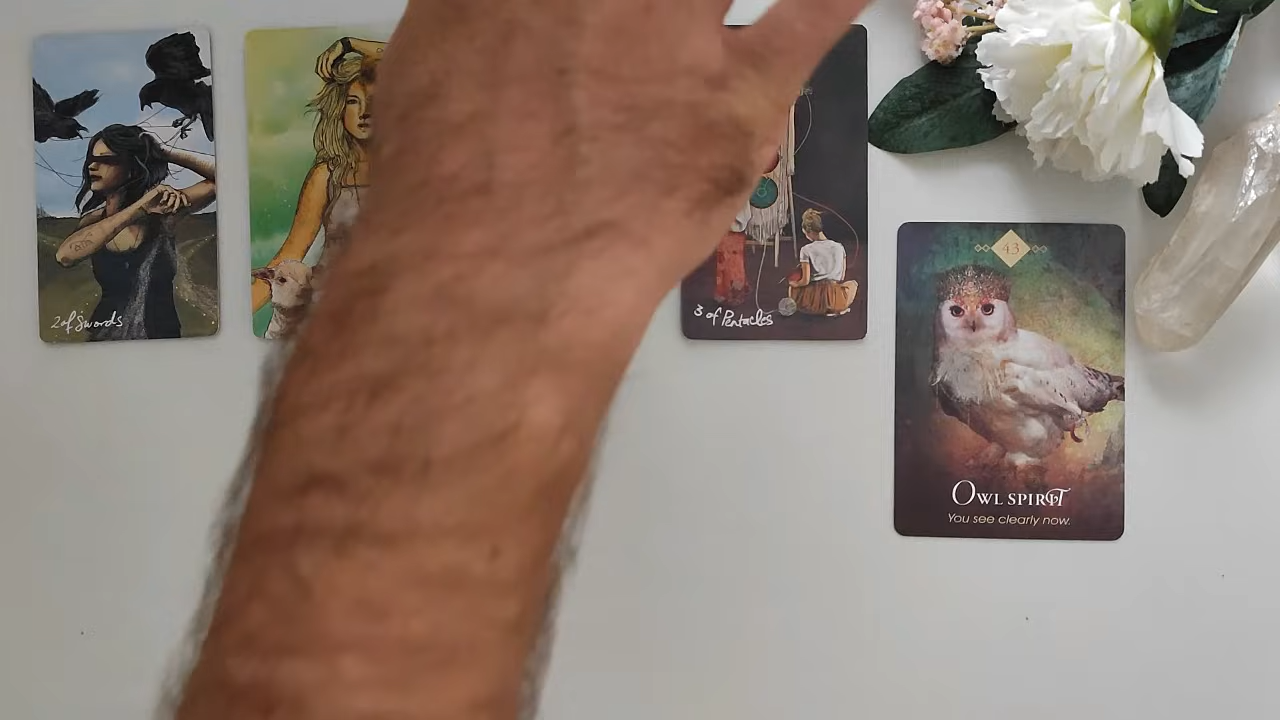 2 of Swords
3 of Pentacles
43
Owl spirit
You see clearly now.